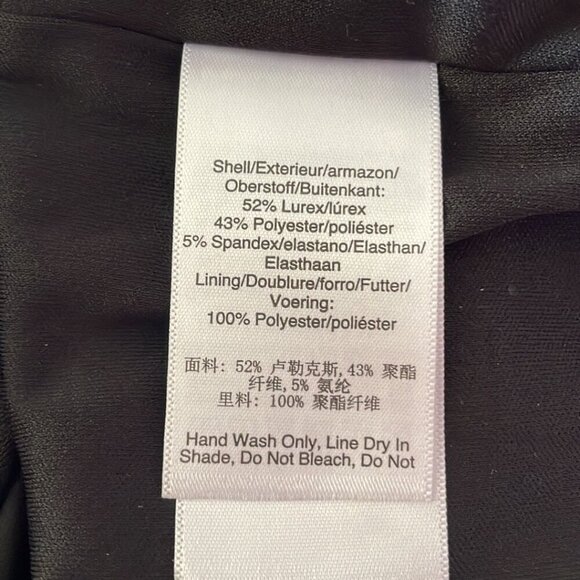 Shell/Exterieur/armazon/
Oberstoff/Buitenkant:
52% Lurex/lúrex
43% Polyester/poliéster
5% Spandex/elastano/Elasthan/
Elasthaan
Lining/Doublure/forro/Futter/
Voering:
100% Polyester/poliéster
面料: 52% 卢勒克斯,43% 聚酯
纤维,5% 氨纶
里料: 100% 聚酯纤维
Hand Wash Only, Line Dry In
Shade, Do Not Bleach, Do Not